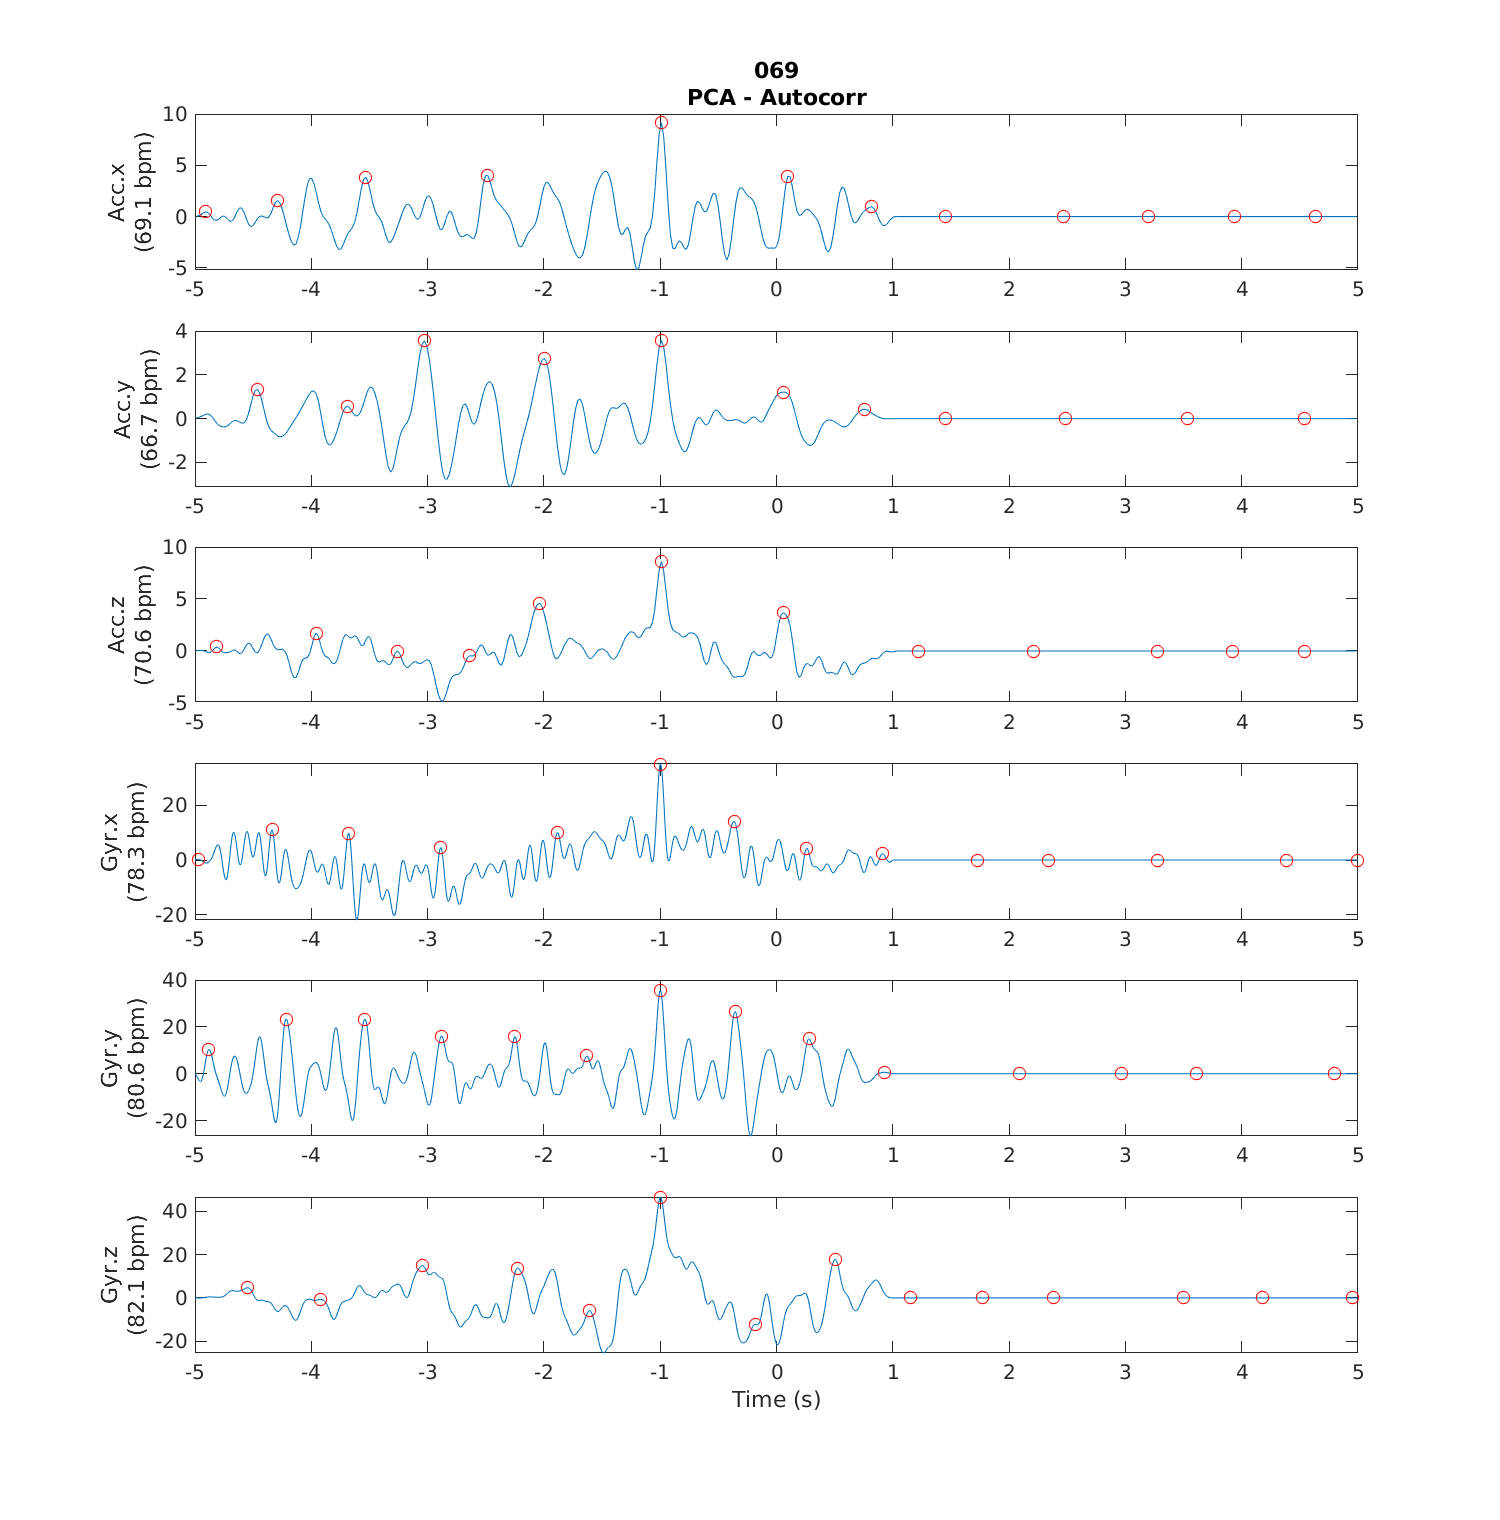 069
PCA - Autocorr
Acc.x
(69.1 bpm)
10
5
0
-5
-5 -4 -3 -2 -1 0 1 2 3 4 5
Acc.y
(66.7 bpm)
4
2
0
-2
-5 -4 -3 -2 -1 0 1 2 3 4 5
Acc.z
(70.6 bpm)
10
5
0
-5
-5 -4 -3 -2 -1 0 1 2 3 4 5
Gyr.x
(78.3 bpm)
20
0
-20
-5 -4 -3 -2 -1 0 1 2 3 4 5
Gyr.y
(80.6 bpm)
40
20
0
-20
-5 -4 -3 -2 -1 0 1 2 3 4 5
Gyr.z
(82.1 bpm)
40
20
0
-20
-5 -4 -3 -2 -1 0 1 2 3 4 5
Time (s)